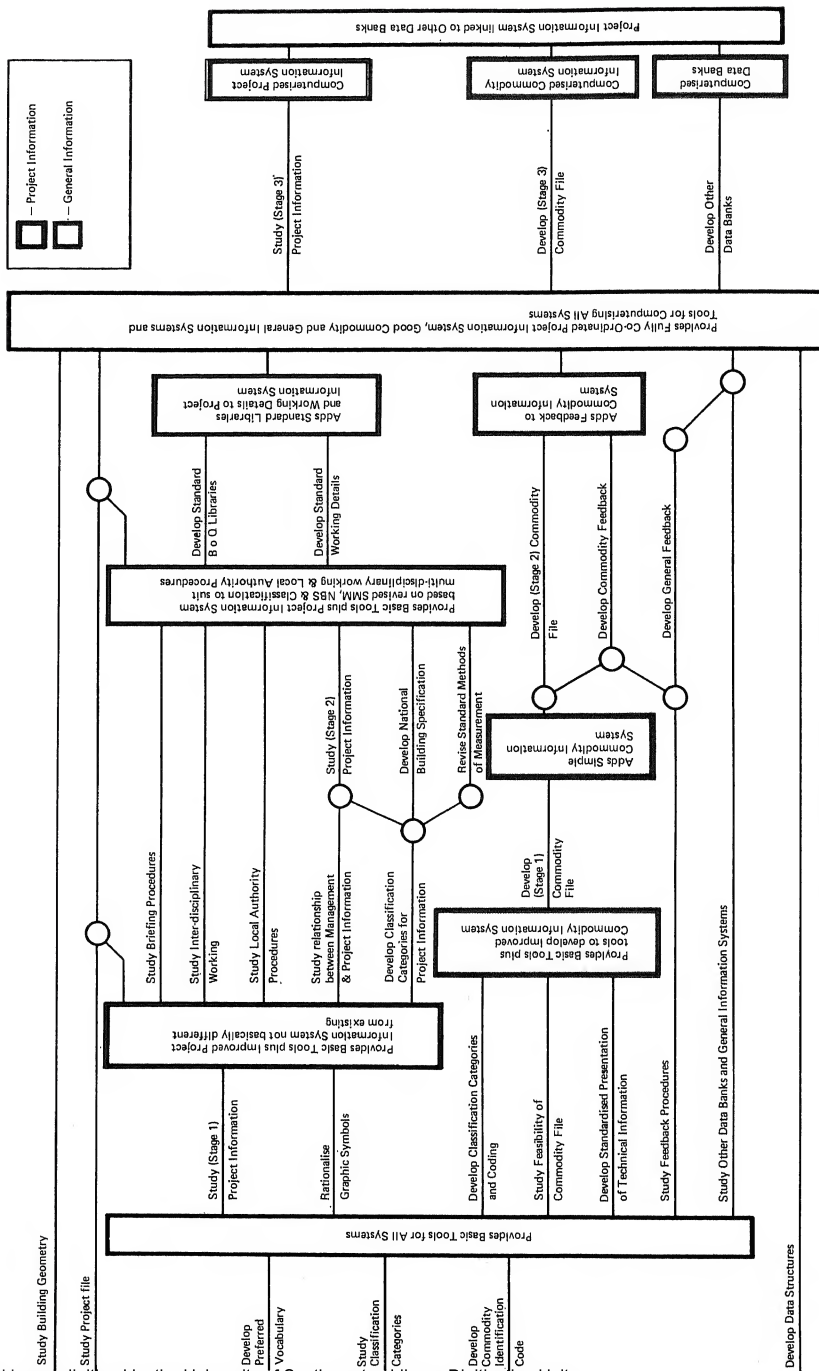 Project Information System linked to Other Data Banks
Computerised Project
Information System
Computerised Commodity
Information System
Computerised
Data Banks
— Project Information
— General Information
Study (Stage 3)
Project Information
Develop (Stage 3)
Commodity File
Develop Other
Data Banks
Provides Fully Co-Ordinated Project Information System, Good Commodity and General Information Systems and
Tools for Computerising All Systems
Adds Standard Libraries
and Working Details to Project
Information System
Adds Feedback to
Commodity Information
System
Develop Standard
B o Q Libraries
Develop Standard
Working Details
Develop (Stage 2) Commodity
File
Develop Commodity Feedback
Develop General Feedback
Provides Basic Tools plus Project Information System
based on revised SMM, NBS & Classification to suit
multi-disciplinary working & Local Authority Procedures
Study (Stage 2)
Project Information
Develop National
Building Specification
Revise Standard Methods
of Measurement
Adds Simple
Commodity Information
System
Study Briefing Procedures
Study Inter-disciplinary
Working
Study Local Authority
Procedures
Study relationship
between Management
& Project Information
Develop Classification
Categories for
Project Information
Develop
(Stage 1)
Commodity
File
Provides Basic Tools plus
tools to develop Improved
Commodity Information System
Provides Basic Tools plus Improved Project
Information System not basically different
from existing
Study (Stage 1)
Project Information
Rationalise
Graphic Symbols
Develop Classification Categories
and Coding
Study Feasibility of
Commodity File
Develop Standardised Presentation
of Technical Information
Study Feedback Procedures
Study Other Data Banks and General Information Systems
Provides Basic Tools for All Systems
Study Building Geometry
Study Project file
Develop
Preferred
Vocabulary
Study
Classification
Categories
Develop
Commodity
Identification
Code
Develop Data Structures